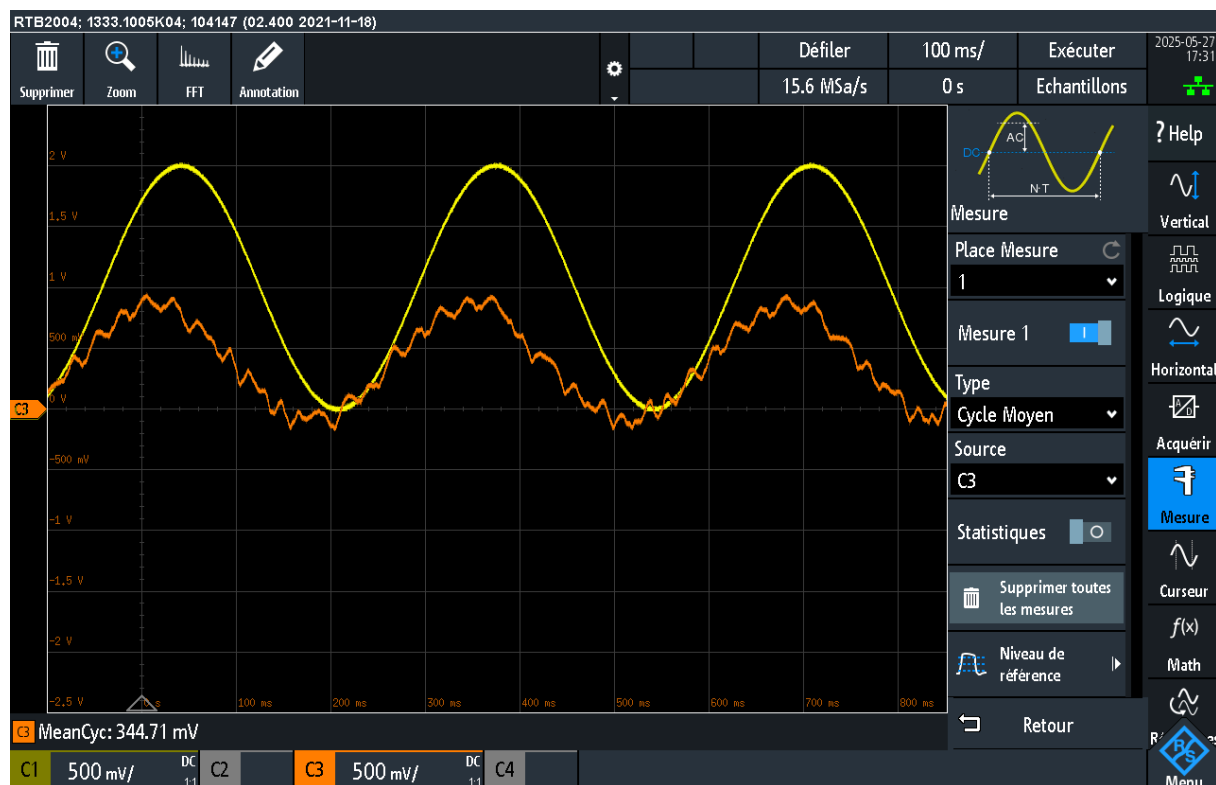 RTB2004; 1333.1005K04; 104147 (02.400 2021-11-18)
Supprimer
Zoom
FFT
Annotation
Défiler
100 ms/
Exécuter
15.6 MSa/s
0 s
Echantillons
2025-05-27
17:31
2 V
1.5 V
1 V
500 mV
0 V
-500 mV
-1 V
-1.5 V
-2 V
-2.5 V
0 s
100 ms
200 ms
300 ms
400 ms
500 ms
600 ms
700 ms
800 ms
C3
AC
DC
N·T
Mesure
Place Mesure
1
Mesure 1
Type
Cycle Moyen
Source
C3
Statistiques
Supprimer toutes
les mesures
Niveau de
référence
Retour
? Help
Vertical
Logique
Horizontal
A
D
Acquérir
Mesure
Curseur
f(x)
Math
R/S
Menu
C3 MeanCyc: 344.71 mV
C1 500 mV/ DC 1:1
C2
C3 500 mV/ DC 1:1
C4